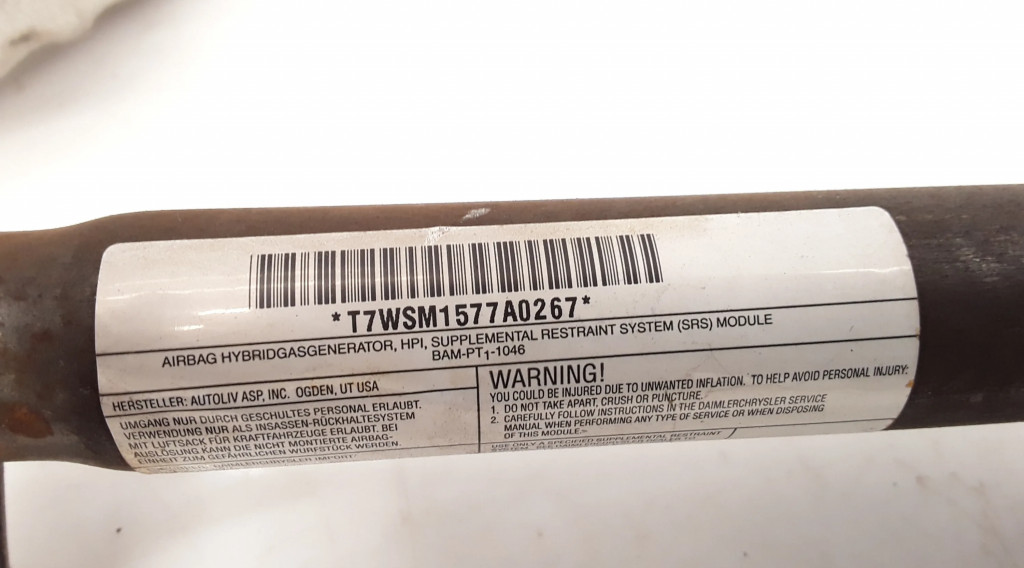 *T7WSM1577A0267*
AIRBAG HYBRIDGASGENERATOR, HPI, SUPPLEMENTAL RESTRAINT SYSTEM (SRS) MODULE
BAM-PT1-1046
HERSTELLER: AUTOLIV ASP, INC. OGDEN, UT USA
UMGANG NUR DURCH GESCHULTES PERSONAL ERLAUBT.
VERWENDUNG NUR ALS INSASSEN-RÜCKHALTESYSTEM
MIT LUFTSACK FÜR KRAFTFAHRZEUGE ERLAUBT. BEI
AUSLÖSUNG KANN DIE NICHT MONTIERTE AIRBAG-
EINHEIT ZUM GEFÄHRLICHEN WURFSTÜCK WERDEN.
DAIMLERCHRYSLER IMPORT
WARNING!
YOU COULD BE INJURED DUE TO UNWANTED INFLATION. TO HELP AVOID PERSONAL INJURY:
1. DO NOT TAKE APART, CRUSH OR PUNCTURE.
2. CAREFULLY FOLLOW INSTRUCTIONS IN THE DAIMLERCHRYSLER SERVICE
MANUAL WHEN PERFORMING ANY TYPE OF SERVICE OR WHEN DISPOSING
OF THIS MODULE.
USE ONLY A SPECIFIED SUPPLEMENTAL RESTRAINT
SYSTEM.